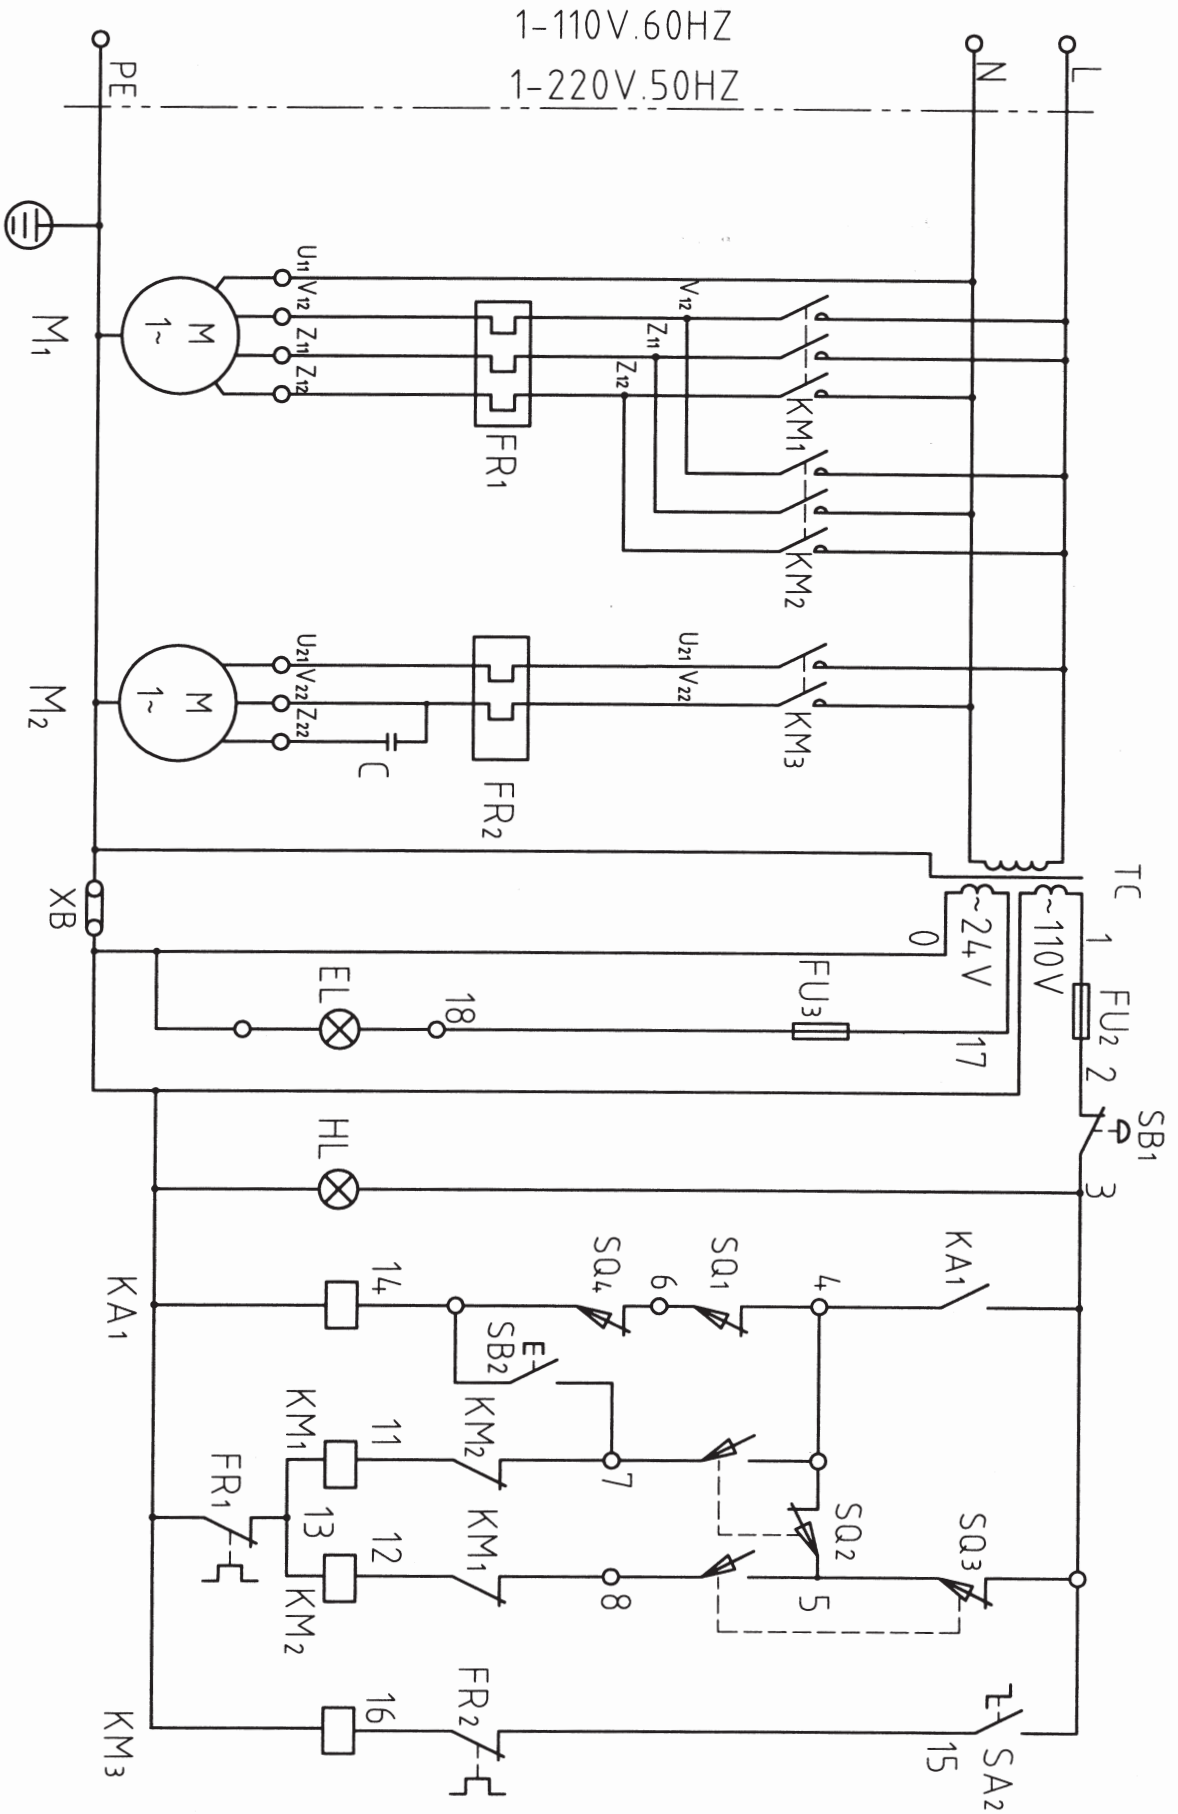 1-110V.60HZ
1-220V.50HZ
L
N
PE
M1
M
1~
U11
V12
Z11
Z12
FR1
V12
Z11
Z12
KM1
KM2
M2
M
1~
U21
V22
Z22
C
FR2
U21
V22
KM3
TC
~110V
~24V
XB
0
1
FU2
2
SB1
3
EL
18
FU3
17
HL
KA1
14
SQ4
6
SQ1
4
KA1
SB2
KM1
11
KM2
7
SQ2
FR1
13
KM2
12
KM1
8
5
SQ3
KM3
16
FR2
15
SA2